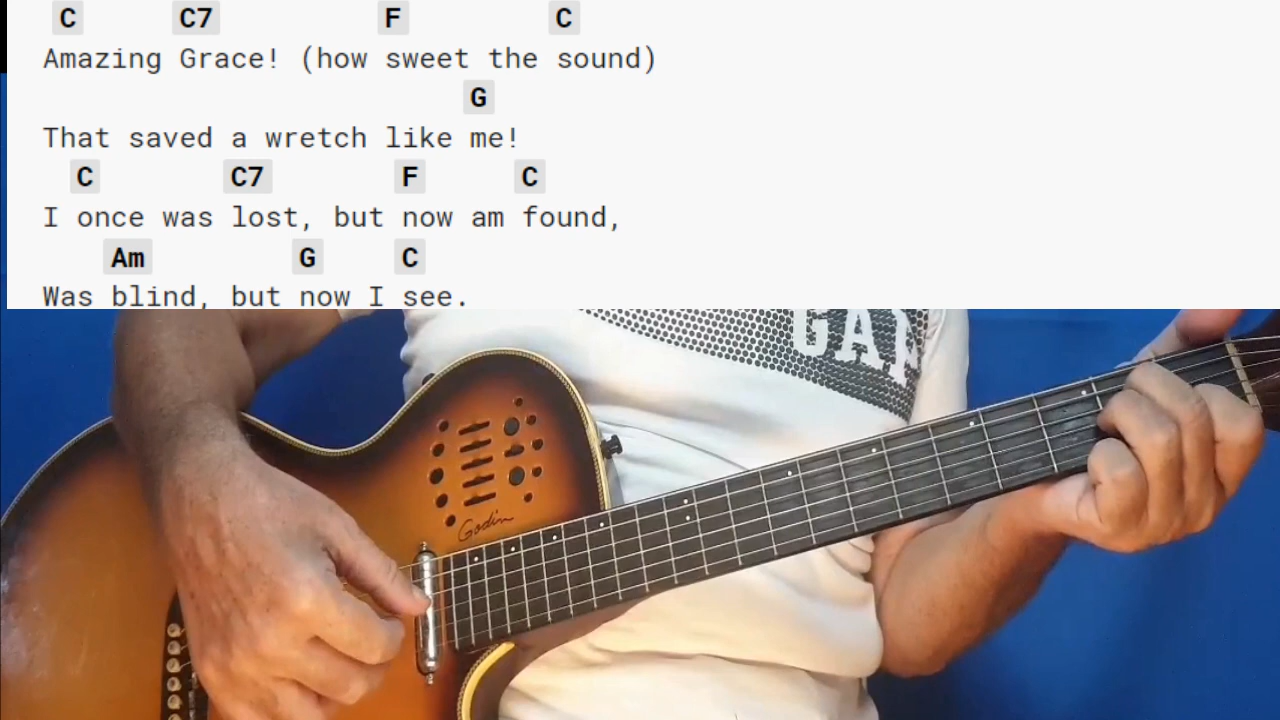 C C7 F C
Amazing Grace! (how sweet the sound)
G
That saved a wretch like me!
C C7 F C
I once was lost, but now am found,
Am G C
Was blind, but now I see.
GAP
Godin